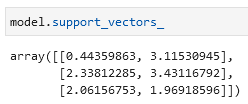 model.support_vectors_
array([[0.44359863, 3.11530945],
[2.33812285, 3.43116792],
[2.06156753, 1.96918596]])